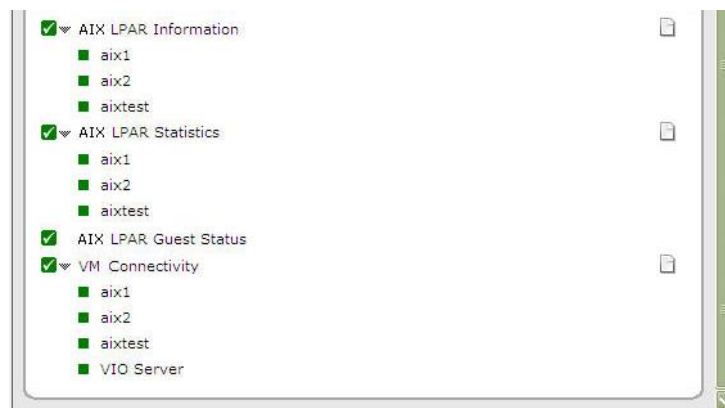 AIX LPAR Information
aix1
aix2
aixtest
AIX LPAR Statistics
aix1
aix2
aixtest
AIX LPAR Guest Status
VM Connectivity
aix1
aix2
aixtest
VIO Server